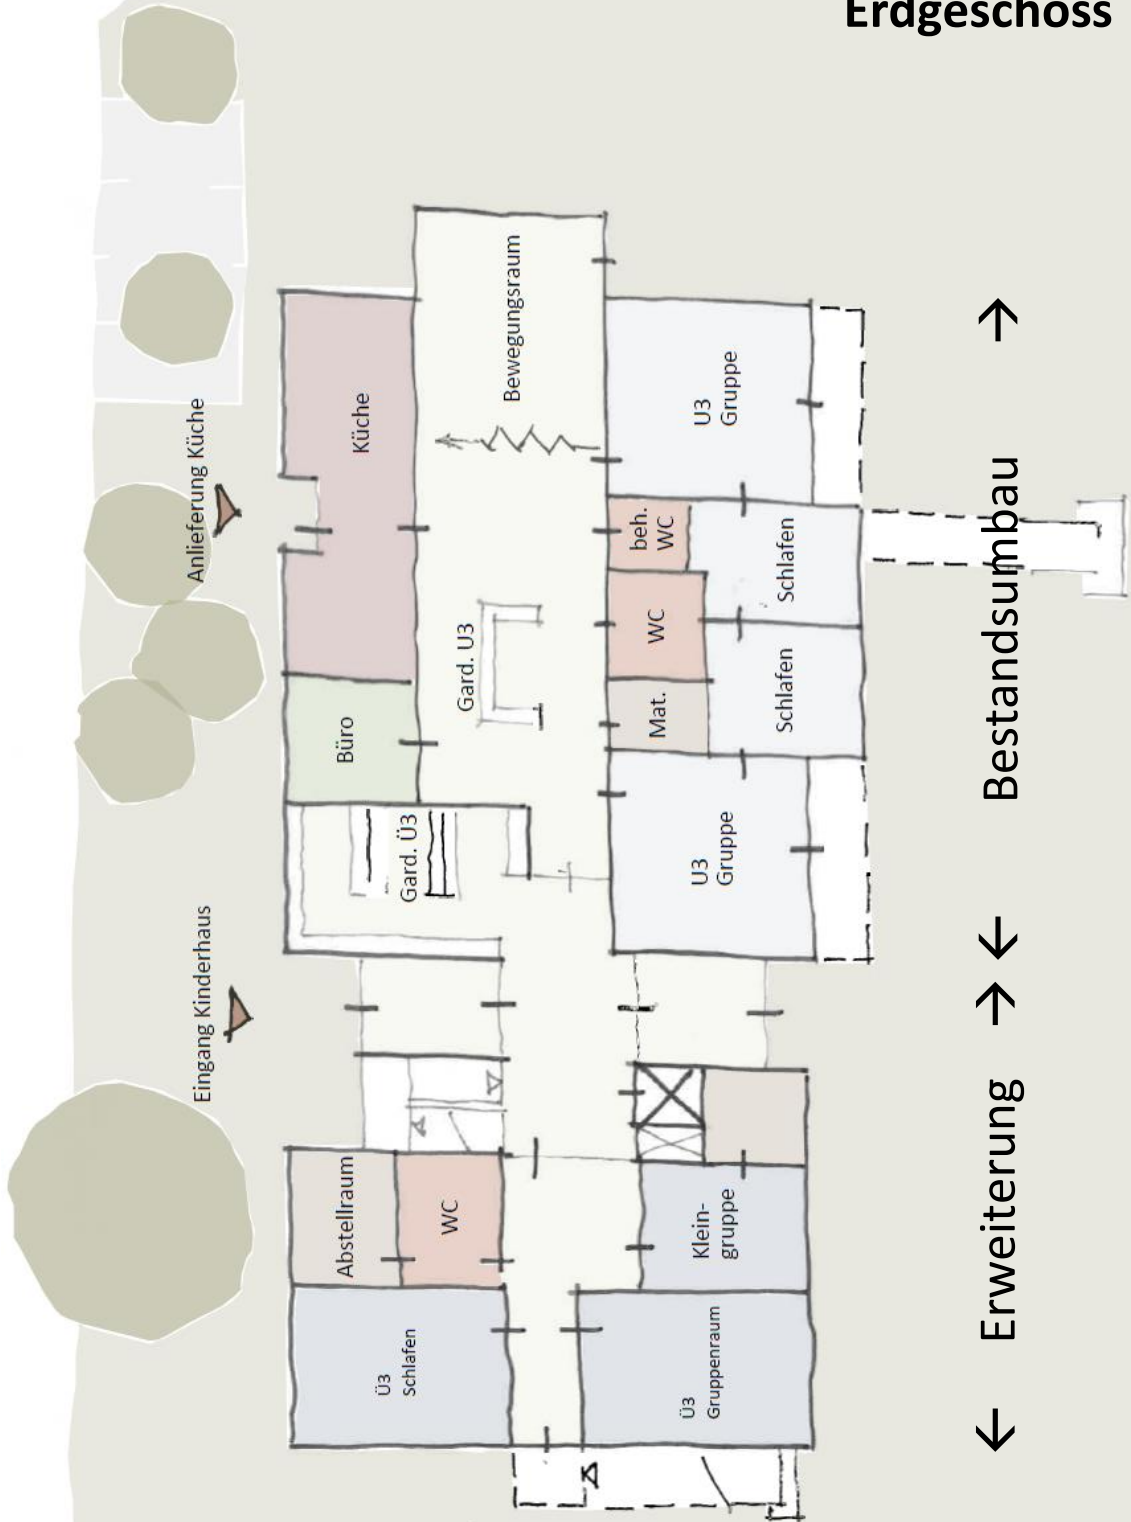 Erdgeschoss
Anlieferung Küche
Eingang Kinderhaus
Küche
Bewegungsraum
U3
Gruppe
beh.
WC
Schlafen
WC
Schlafen
Mat.
Gard. U3
Büro
Gard. Ü3
U3
Gruppe
Abstellraum
WC
Klein-
gruppe
Ü3
Schlafen
Ü3
Gruppenraum
← Erweiterung →
← Bestandsumbau →